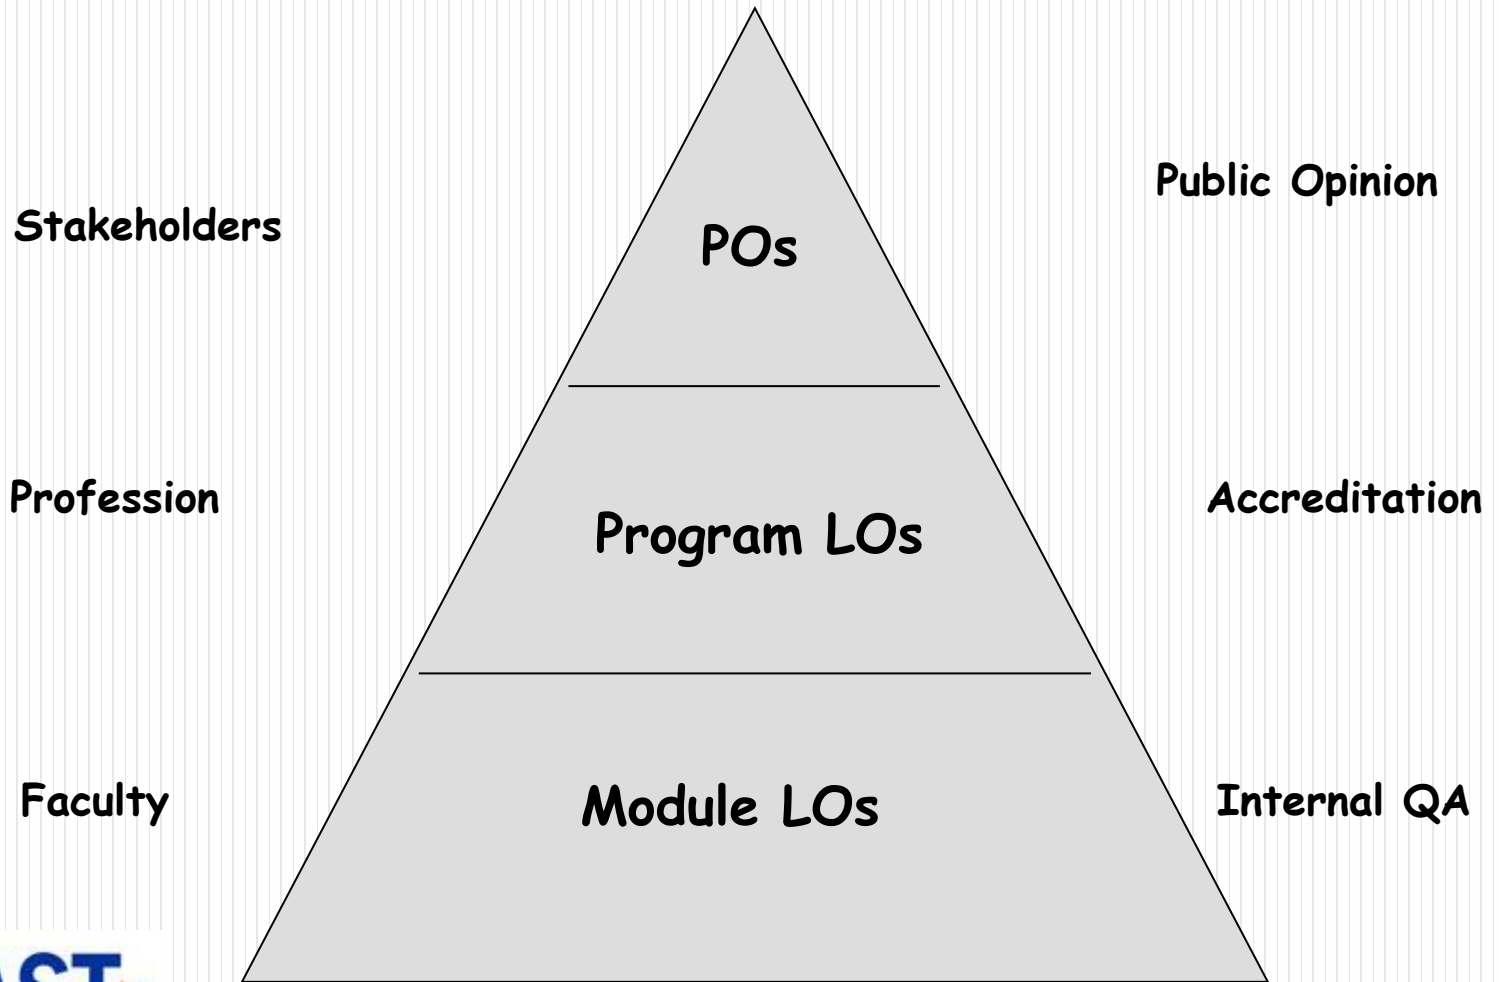 Public Opinion
Stakeholders
POs
Profession
Accreditation
Program LOs
Faculty
Module LOs
Internal QA